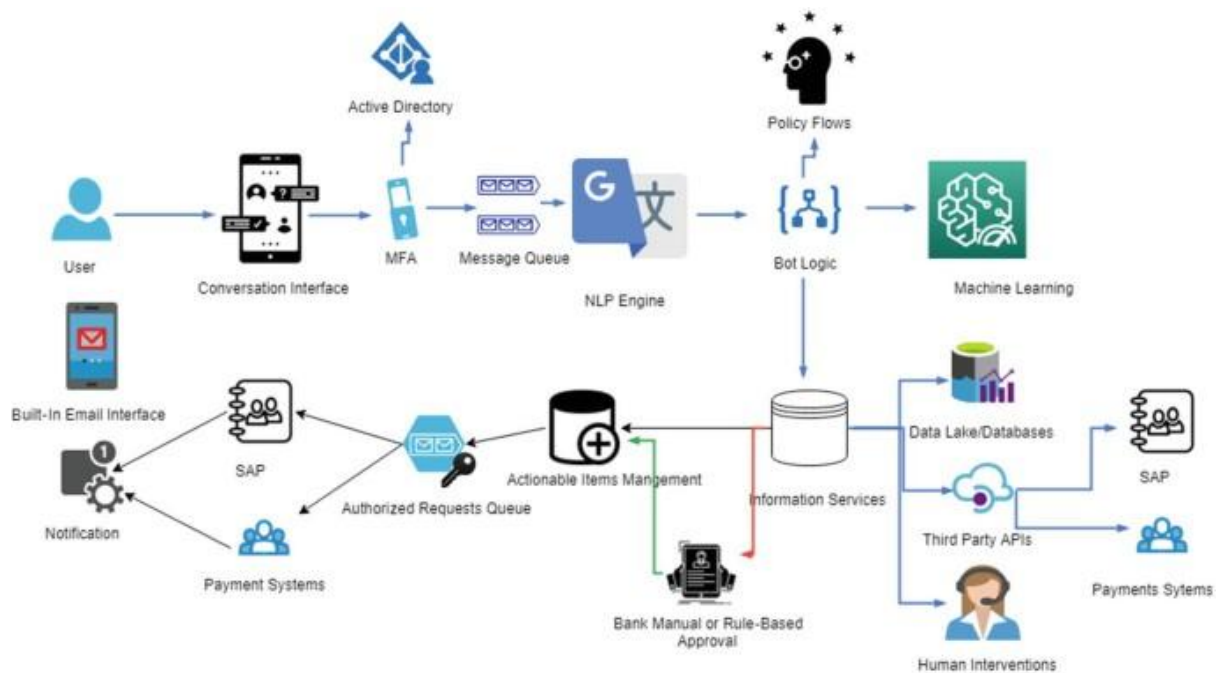 Active Directory
Policy Flows
User
Conversation Interface
MFA
Message Queue
G
文
NLP Engine
Bot Logic
Machine Learning
Built-In Email Interface
SAP
Notification
1
Payment Systems
Authorized Requests Queue
Actionable Items Mangement
Information Services
Bank Manual or Rule-Based
Approval
Data Lake/Databases
Third Party APIs
SAP
Payments Sytems
Human Interventions